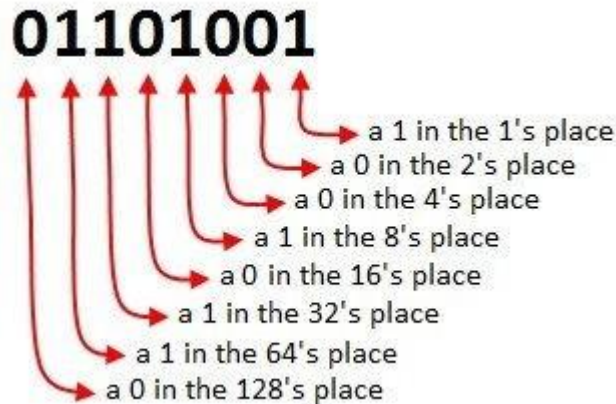 01101001
a 1 in the 1's place
a 0 in the 2's place
a 0 in the 4's place
a 1 in the 8's place
a 0 in the 16's place
a 1 in the 32's place
a 1 in the 64's place
a 0 in the 128's place